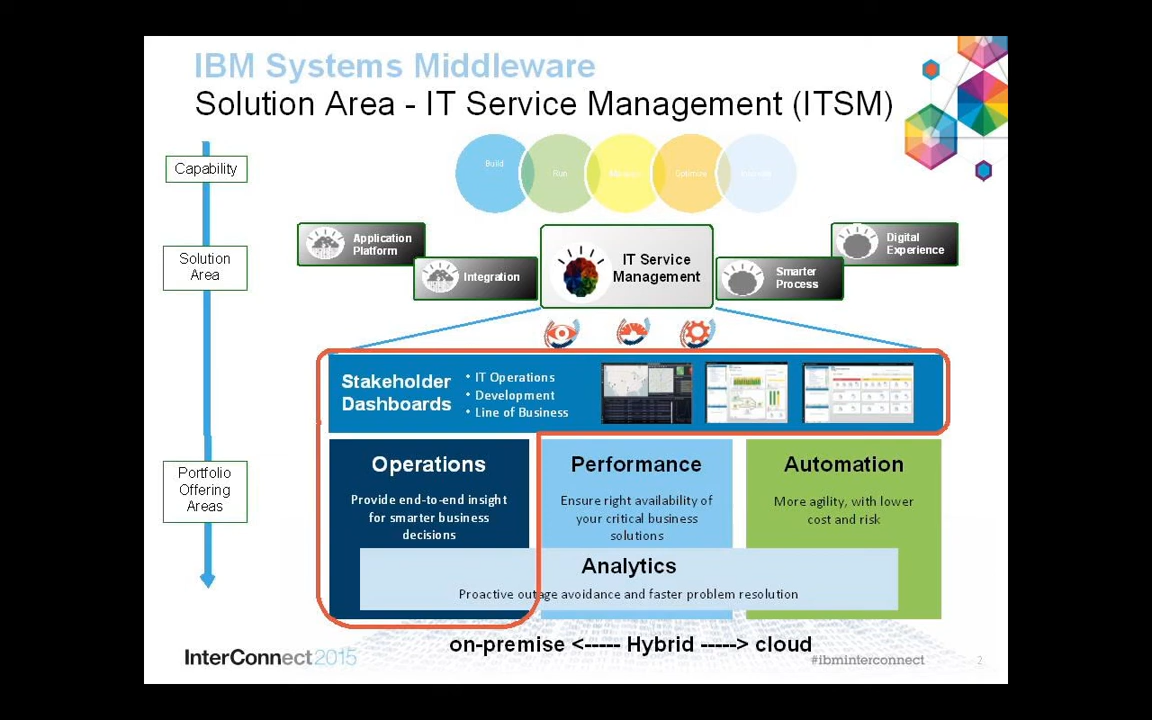 IBM Systems Middleware
Solution Area - IT Service Management (ITSM)
Capability
Build
Run
Optimize
Solution
Area
Application
Platform
Integration
IT Service
Management
Smarter
Process
Digital
Experience
Stakeholder
Dashboards
• IT Operations
• Development
• Line of Business
Portfolio
Offering
Areas
Operations
Provide end-to-end insight
for smarter business
decisions
Performance
Ensure right availability of
your critical business
solutions
Automation
More agility, with lower
cost and risk
Analytics
Proactive outage avoidance and faster problem resolution
on-premise <----- Hybrid -----> cloud
InterConnect2015
#ibminterconnect
2